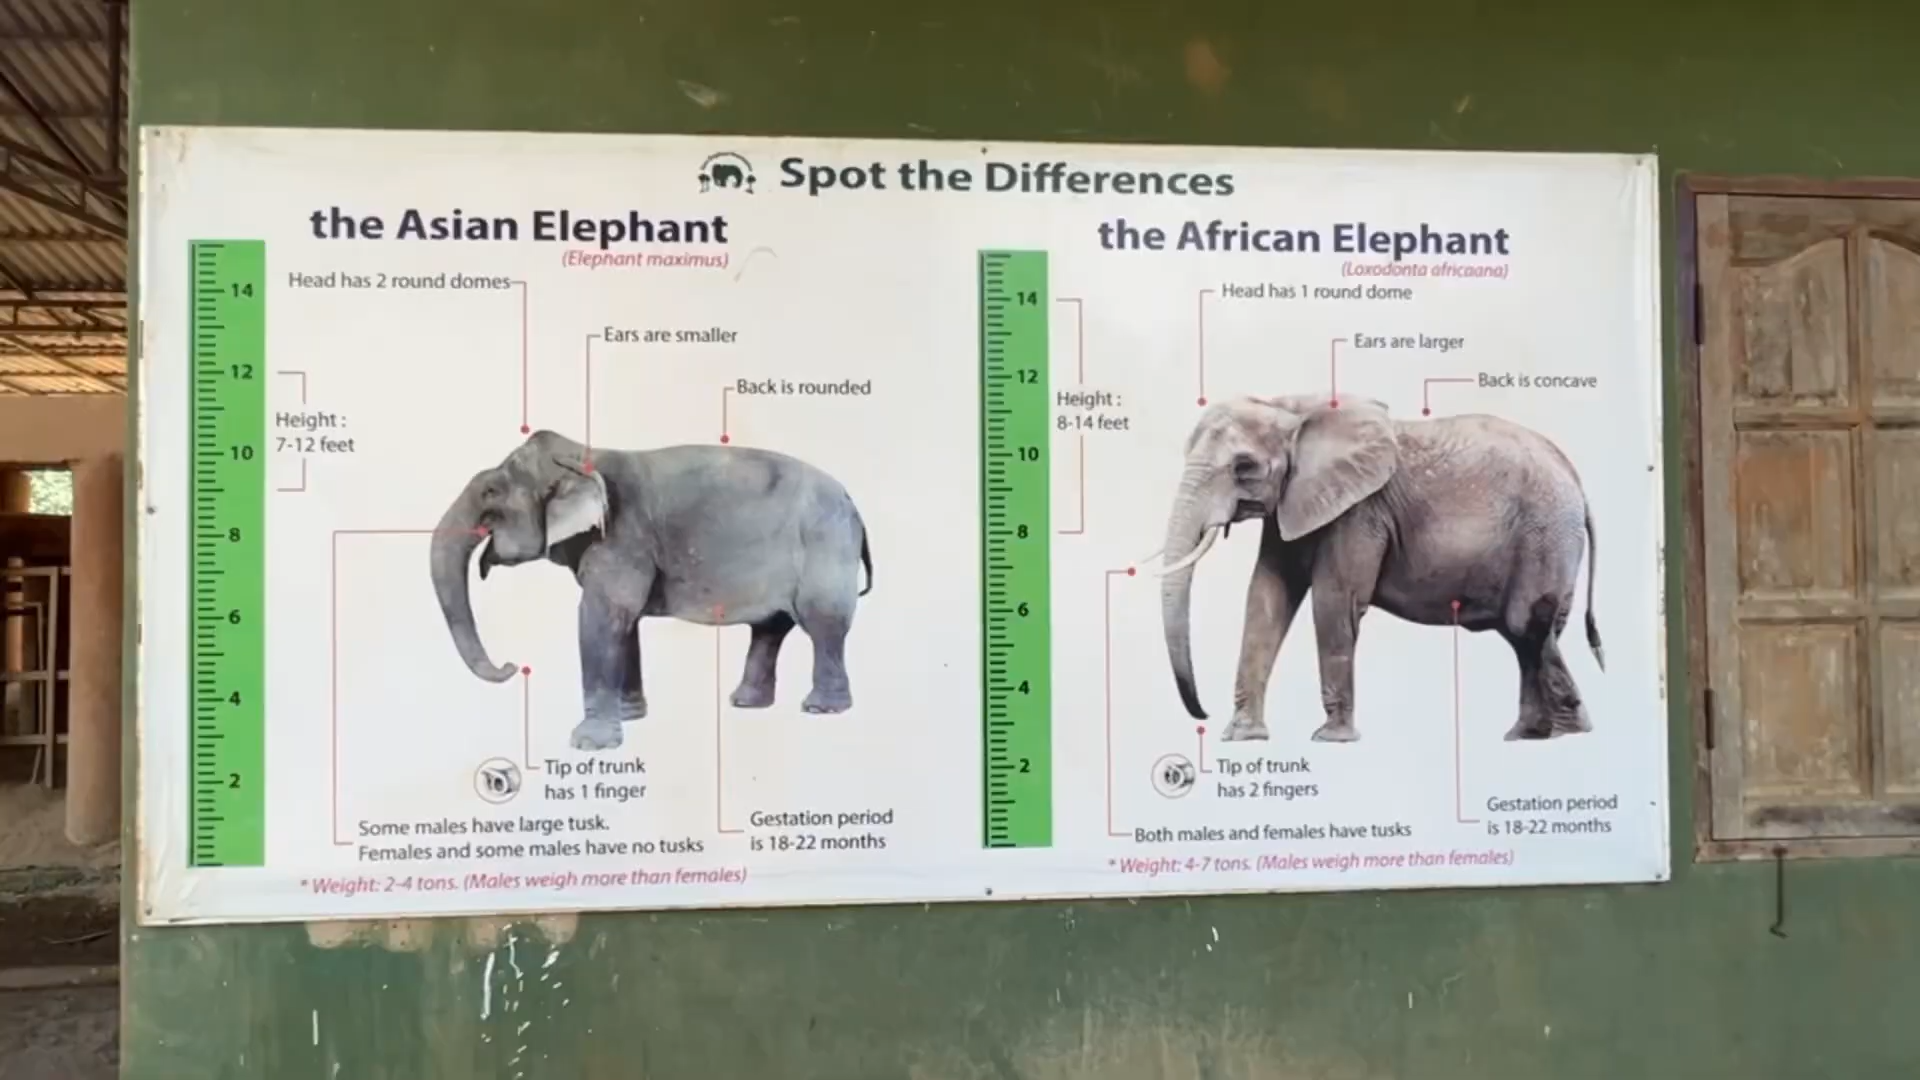 Spot the Differences
the Asian Elephant
(Elephant maximus)
14
12
10
8
6
4
2
Head has 2 round domes
Ears are smaller
Back is rounded
Height :
7-12 feet
Tip of trunk
has 1 finger
Some males have large tusk.
Females and some males have no tusks
Gestation period
is 18-22 months
* Weight: 2-4 tons. (Males weigh more than females)
the African Elephant
(Loxodonta africaana)
14
12
10
8
6
4
2
Head has 1 round dome
Ears are larger
Back is concave
Height :
8-14 feet
Tip of trunk
has 2 fingers
Both males and females have tusks
Gestation period
is 18-22 months
* Weight: 4-7 tons. (Males weigh more than females)